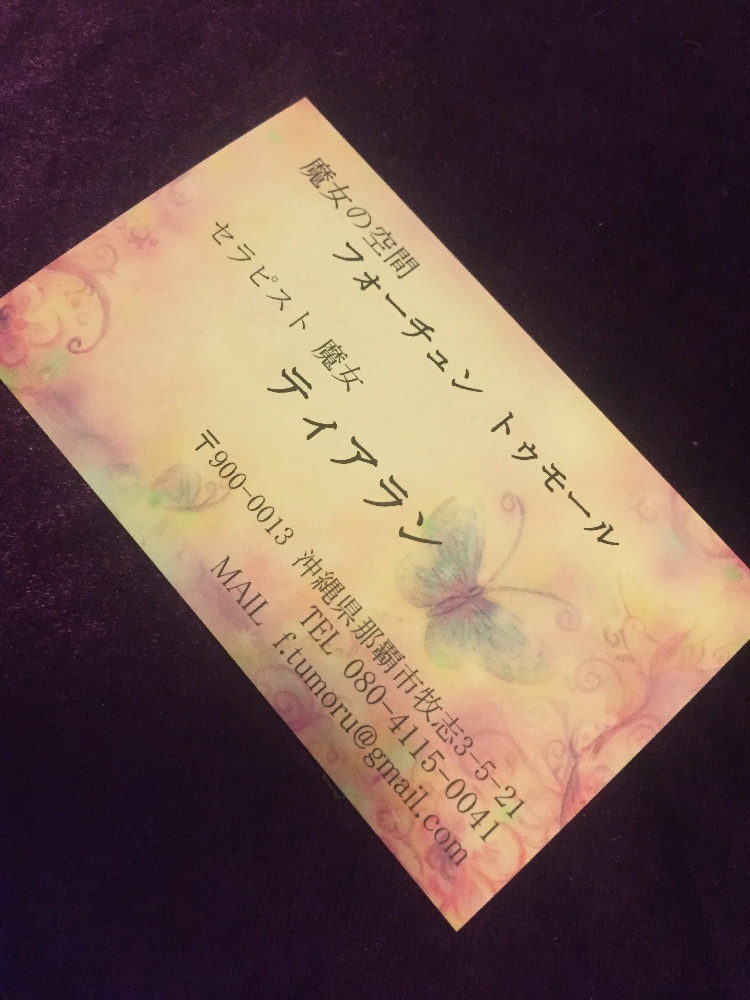 魔女の空間
フォーチュン トゥモール
セラピスト 魔女
ティアラン
〒900-0013 沖縄県那覇市牧志3-5-21
TEL 080-4115-0041
MAIL f.tumoru@gmail.com